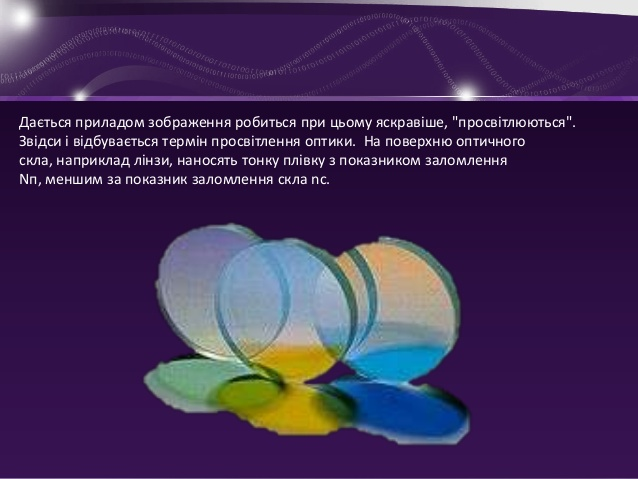 Дається приладом зображення робиться при цьому яскравіше, "просвітлюються".
Звідси і відбувається термін просвітлення оптики. На поверхню оптичного
скла, наприклад лінзи, наносять тонку плівку з показником заломлення
Nп, меншим за показник заломлення скла nс.